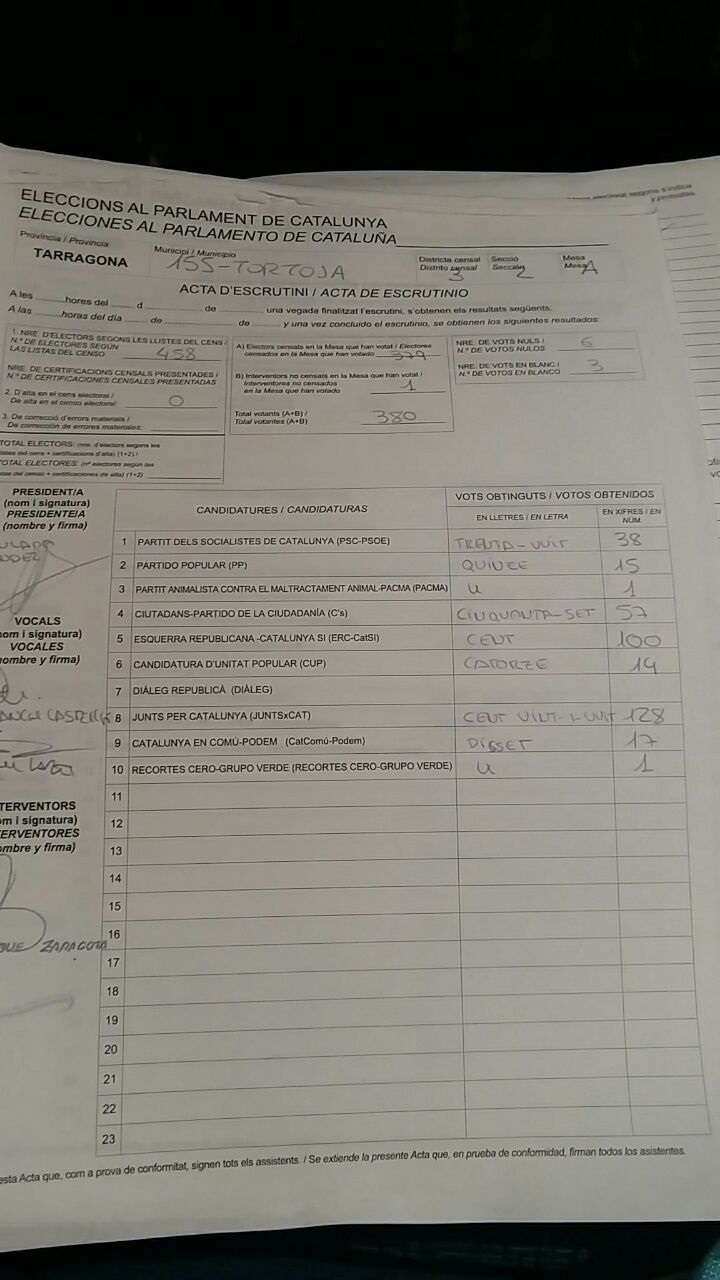 ELECCIONS AL PARLAMENT DE CATALUNYA
ELECCIONES AL PARLAMENTO DE CATALUÑA
Província / Provincia
TARRAGONA
Municipi / Municipio
155-TORTOSA
Districte censal
Distrito censal
3
Secció
Sección
2
Mesa
Mesa A
ACTA D'ESCRUTINI / ACTA DE ESCRUTINIO
A les ........ hores del ........ d ........ de ........, una vegada finalitzat l'escrutini, s'obtenen els resultats següents:
A las ........ horas del día ........ de ........ de ........ y una vez concluido el escrutinio, se obtienen los siguientes resultados:
1. NRE. D'ELECTORS SEGONS LES LLISTES DEL CENS /
N.º DE ELECTORES SEGÚN
LAS LISTAS DEL CENSO 458
NRE. DE CERTIFICACIONS CENSALS PRESENTADES /
N.º DE CERTIFICACIONES CENSALES PRESENTADAS
2. D'alta en el cens electoral /
De alta en el censo electoral: 0
3. De correcció d'errors materials /
De corrección de errores materiales:
TOTAL ELECTORS: (nre. d'electors segons les
llistes del cens + certificacions d'alta) (1+2) /
TOTAL ELECTORES: (nº electores según las
listas del censo + certificaciones de alta) (1+2)
A) Electors censats en la Mesa que han votat / Electores
censados en la Mesa que han votado 379
B) Interventors no censats en la Mesa que han votat /
Interventores no censados
en la Mesa que han votado 1
Total votants (A+B) /
Total votantes (A+B) 380
NRE. DE VOTS NULS /
N.º DE VOTOS NULOS 6
NRE. DE VOTS EN BLANC /
N.º DE VOTOS EN BLANCO 3
PRESIDENT/A
(nom i signatura)
PRESIDENTE/A
(nombre y firma)
VOCALS
nom i signatura)
VOCALES
nombre y firma)
TERVENTORS
om i signatura)
ERVENTORES
ombre y firma)
ZARAGOZA
CANDIDATURES / CANDIDATURAS
VOTS OBTINGUTS / VOTOS OBTENIDOS
EN LLETRES / EN LETRA
EN XIFRES / EN NÚM.
1 PARTIT DELS SOCIALISTES DE CATALUNYA (PSC-PSOE) TRENTA-VUIT 38
2 PARTIDO POPULAR (PP) QUINZE 15
3 PARTIT ANIMALISTA CONTRA EL MALTRACTAMENT ANIMAL-PACMA (PACMA) U 1
4 CIUTADANS-PARTIDO DE LA CIUDADANÍA (C's) CINQUANTA-SET 57
5 ESQUERRA REPUBLICANA -CATALUNYA SI (ERC-CatSI) CENT 100
6 CANDIDATURA D'UNITAT POPULAR (CUP) CATORZE 14
7 DIÀLEG REPUBLICÀ (DIÀLEG)
8 JUNTS PER CATALUNYA (JUNTSxCAT) CENT VINT-I-VUIT 128
9 CATALUNYA EN COMÚ-PODEM (CatComú-Podem) DISSET 17
10 RECORTES CERO-GRUPO VERDE (RECORTES CERO-GRUPO VERDE) U 1
11
12
13
14
15
16
17
18
19
20
21
22
23
esta Acta que, com a prova de conformitat, signen tots els assistents. / Se extiende la presente Acta que, en prueba de conformidad, firman todos los asistentes.